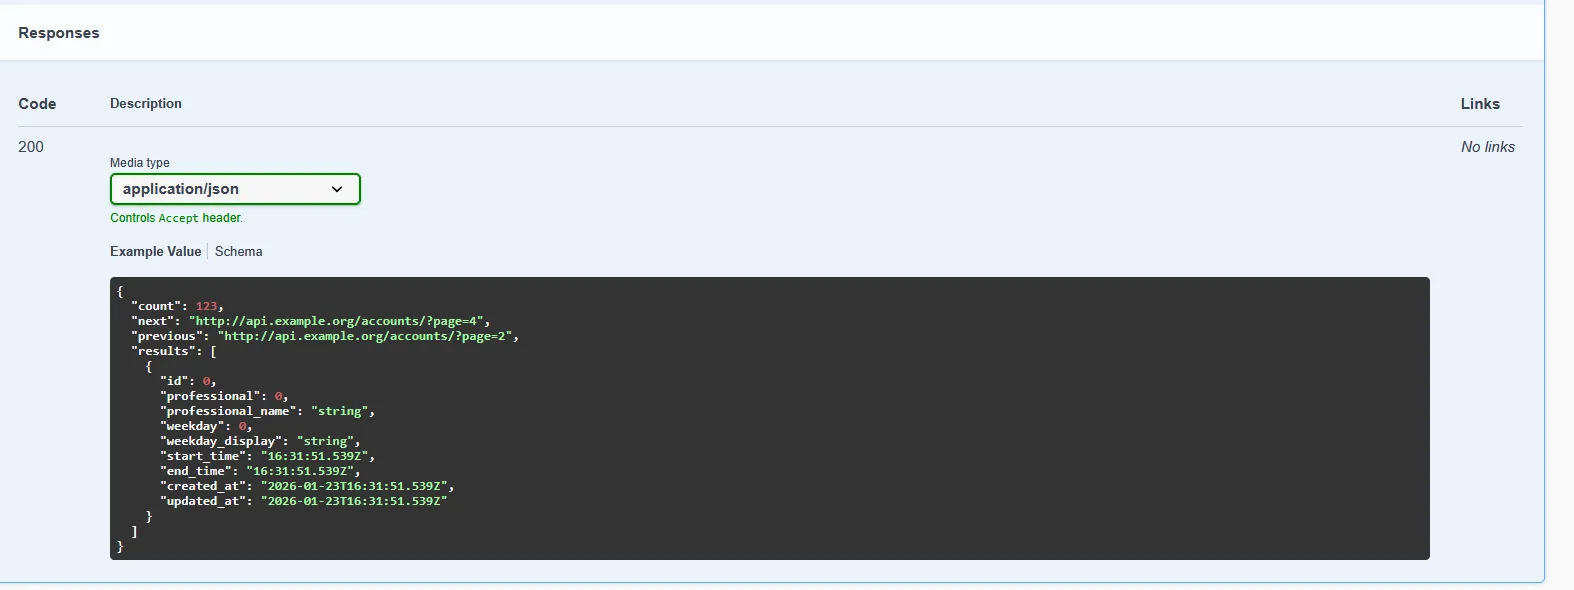 Responses
Code Description Links
200 No links
Media type
application/json
Controls Accept header.
Example Value Schema
{
  "count": 123,
  "next": "http://api.example.org/accounts/?page=4",
  "previous": "http://api.example.org/accounts/?page=2",
  "results": [
    {
      "id": 0,
      "professional": 0,
      "professional_name": "string",
      "weekday": 0,
      "weekday_display": "string",
      "start_time": "16:31:51.539Z",
      "end_time": "16:31:51.539Z",
      "created_at": "2026-01-23T16:31:51.539Z",
      "updated_at": "2026-01-23T16:31:51.539Z"
    }
  ]
}